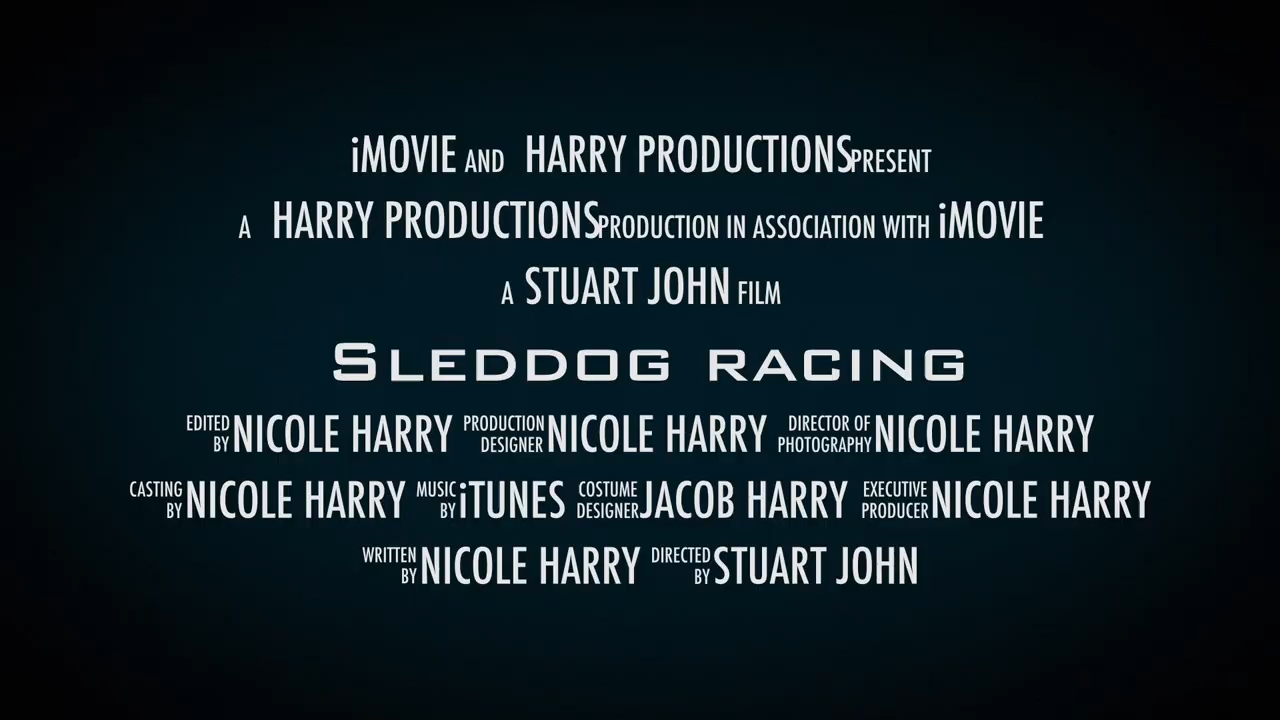 iMOVIE AND HARRY PRODUCTIONS PRESENT
A HARRY PRODUCTIONS PRODUCTION IN ASSOCIATION WITH iMOVIE
A STUART JOHN FILM
SLEDDOG RACING
EDITED BY NICOLE HARRY PRODUCTION DESIGNER NICOLE HARRY DIRECTOR OF PHOTOGRAPHY NICOLE HARRY
CASTING BY NICOLE HARRY MUSIC BY iTUNES COSTUME DESIGNER JACOB HARRY EXECUTIVE PRODUCER NICOLE HARRY
WRITTEN BY NICOLE HARRY DIRECTED BY STUART JOHN